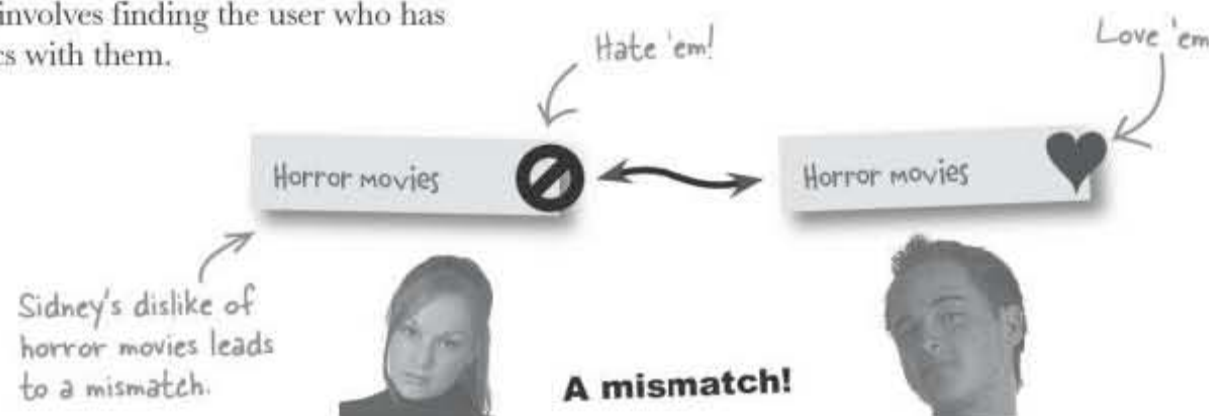 involves finding the user who has
cs with them.
Hate 'em!
Love 'em
Horror movies
Horror movies
Sidney's dislike of
horror movies leads
to a mismatch.
A mismatch!